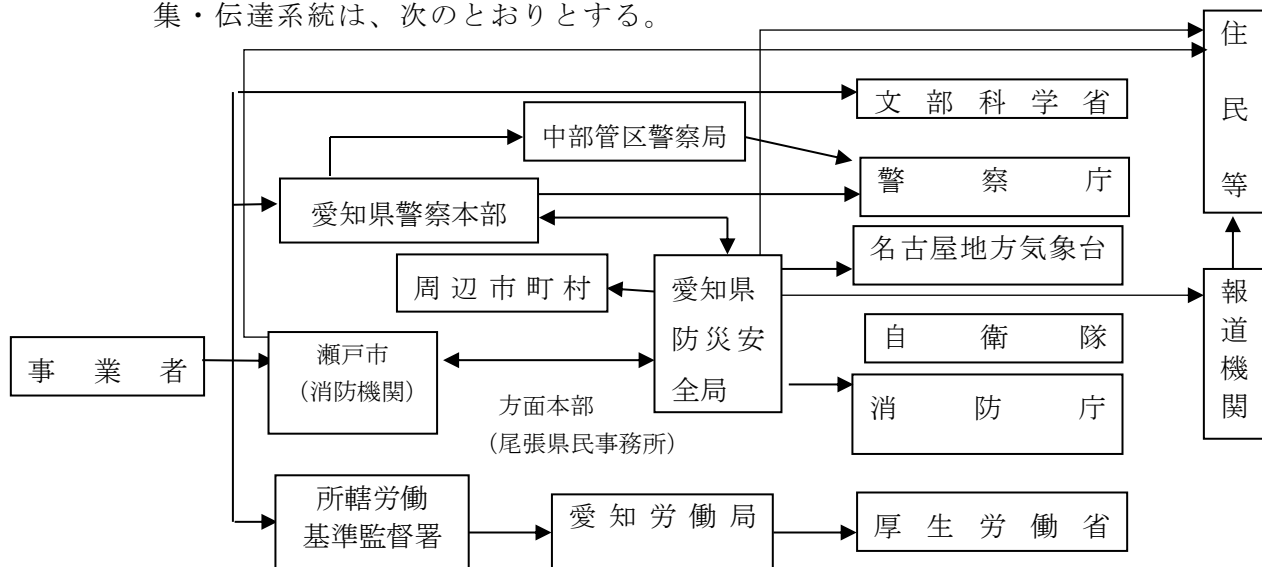 集・伝達系統は、次のとおりとする。
住民等
文部科学省
中部管区警察局
警察庁
愛知県警察本部
名古屋地方気象台
周辺市町村
愛知県
防災安
全局
報道機関
自衛隊
事業者
瀬戸市
（消防機関）
消防庁
方面本部
（尾張県民事務所）
所轄労働
基準監督署
愛知労働局
厚生労働省